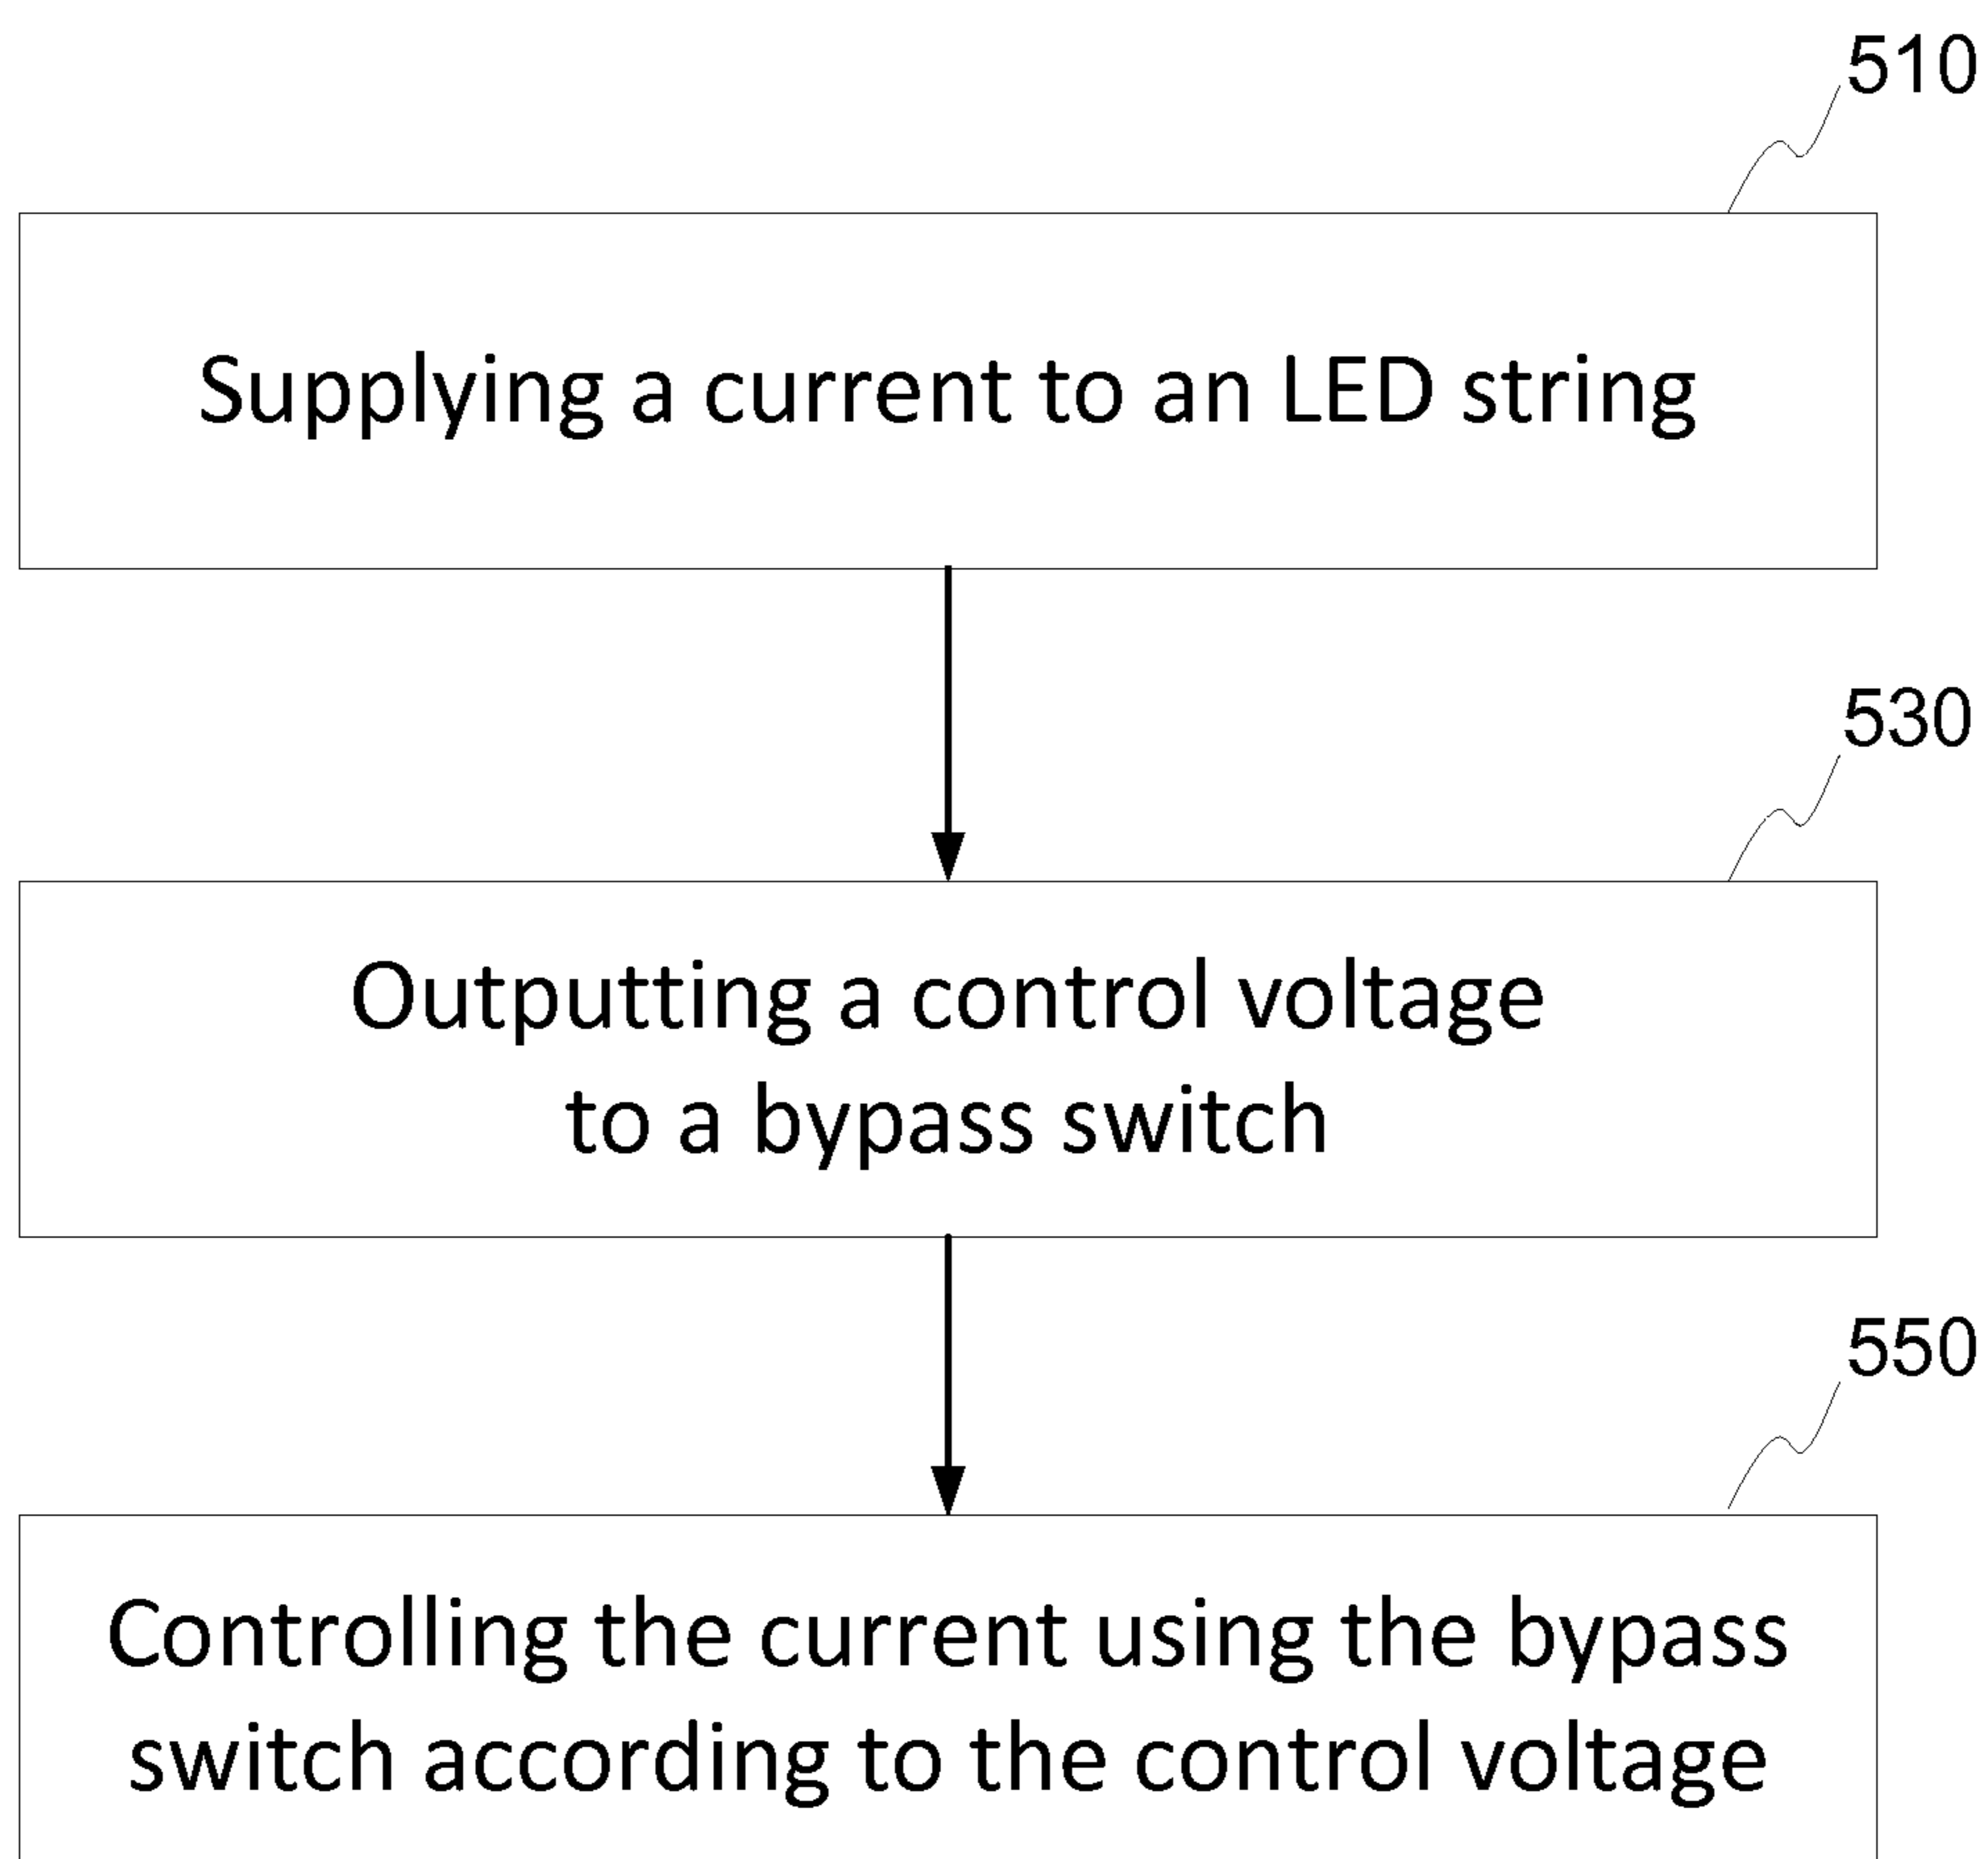 510
Supplying a current to an LED string
530
Outputting a control voltage
to a bypass switch
550
Controlling the current using the bypass
switch according to the control voltage